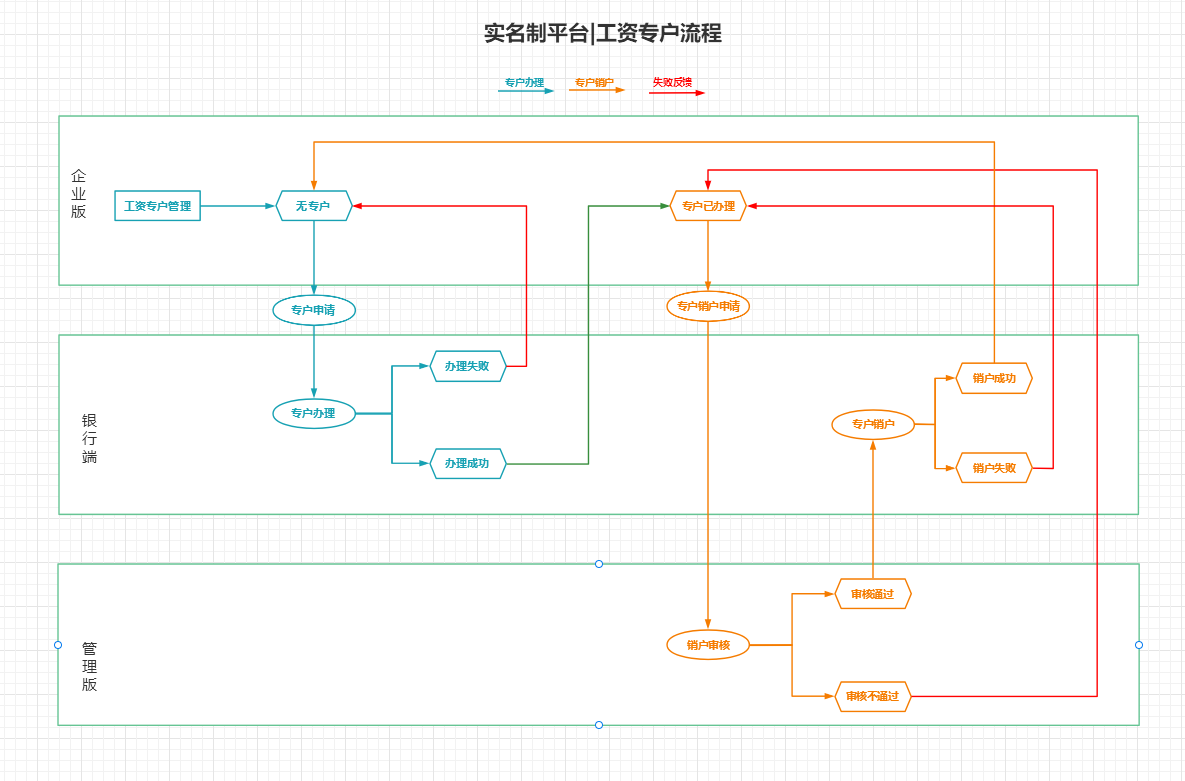 实名制平台|工资专户流程
专户办理
专户销户
失败反馈
企业版
工资专户管理
无专户
专户已办理
专户申请
专户销户申请
银行端
办理失败
专户办理
办理成功
销户成功
专户销户
销户失败
管理版
审核通过
销户审核
审核不通过